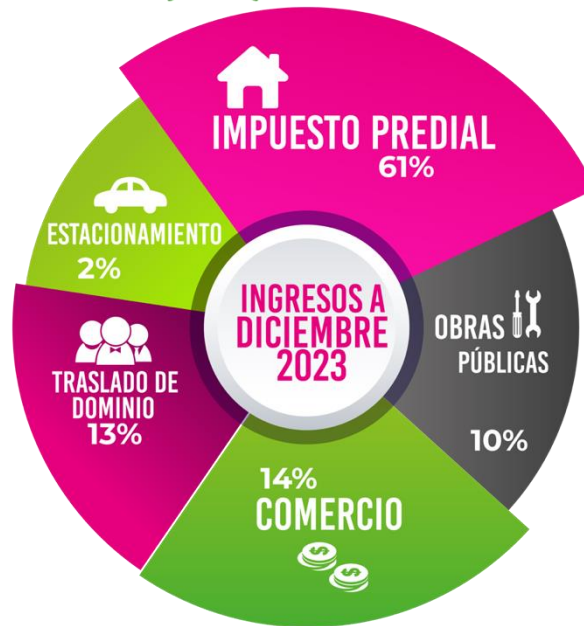 IMPUESTO PREDIAL
61%
ESTACIONAMIENTO
2%
INGRESOS A
DICIEMBRE
2023
OBRAS
PÚBLICAS
10%
TRASLADO DE
DOMINIO
13%
14%
COMERCIO